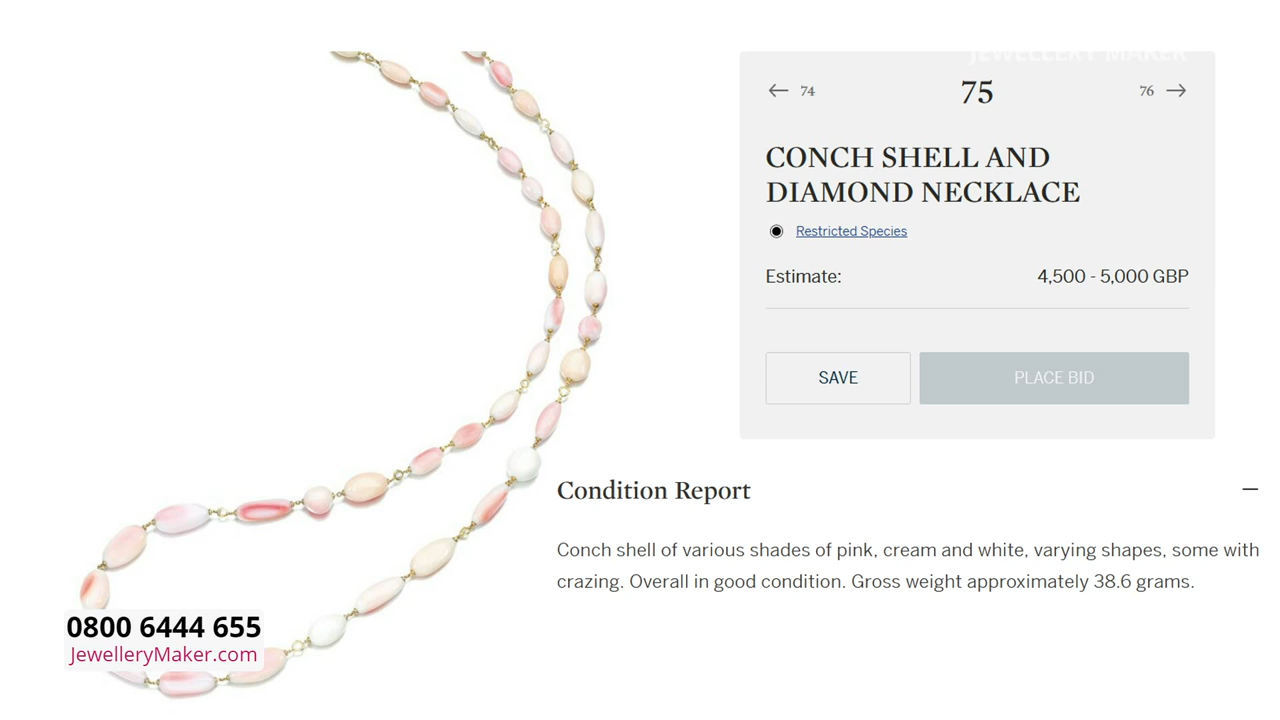 JEWELLERY MAKER
74
75
76
CONCH SHELL AND
DIAMOND NECKLACE
Restricted Species
Estimate:
4,500 - 5,000 GBP
SAVE
PLACE BID
Condition Report
Conch shell of various shades of pink, cream and white, varying shapes, some with
crazing. Overall in good condition. Gross weight approximately 38.6 grams.
0800 6444 655
JewelleryMaker.com